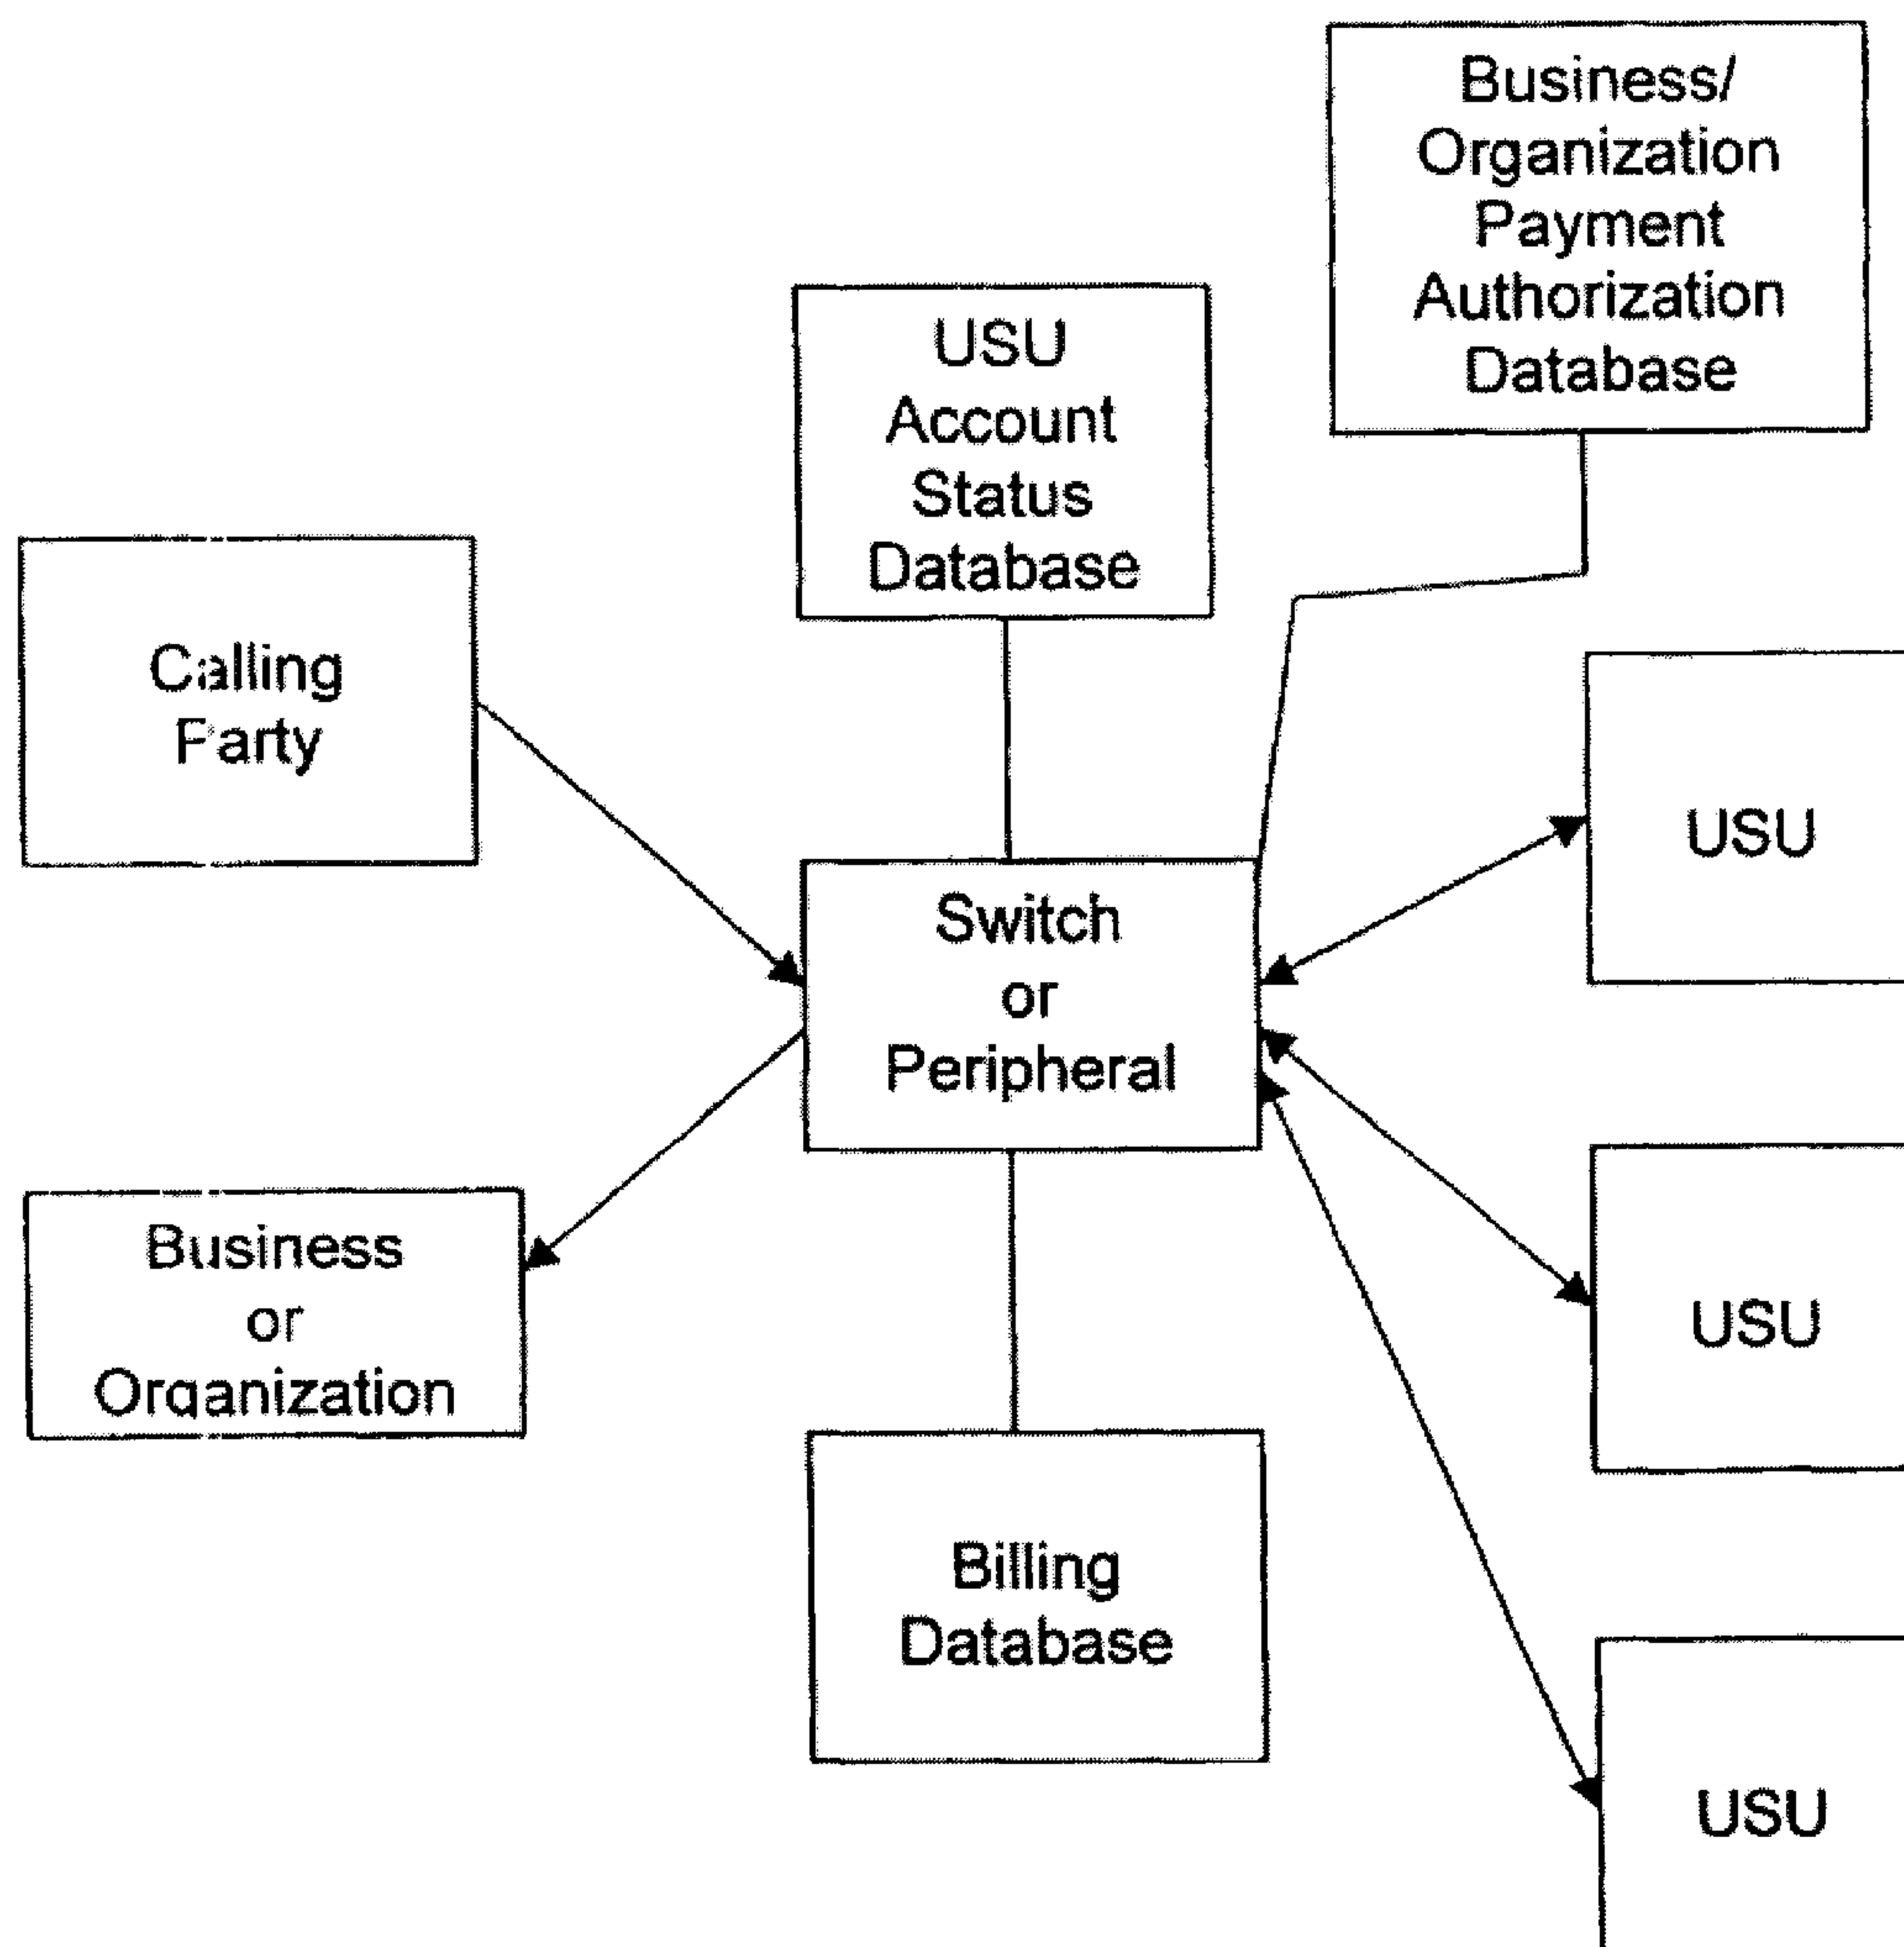 Business/
Organization
Payment
Authorization
Database
USU
Account
Status
Database
Calling
Party
USU
Switch
or
Peripheral
Business
or
Organization
USU
Billing
Database
USU